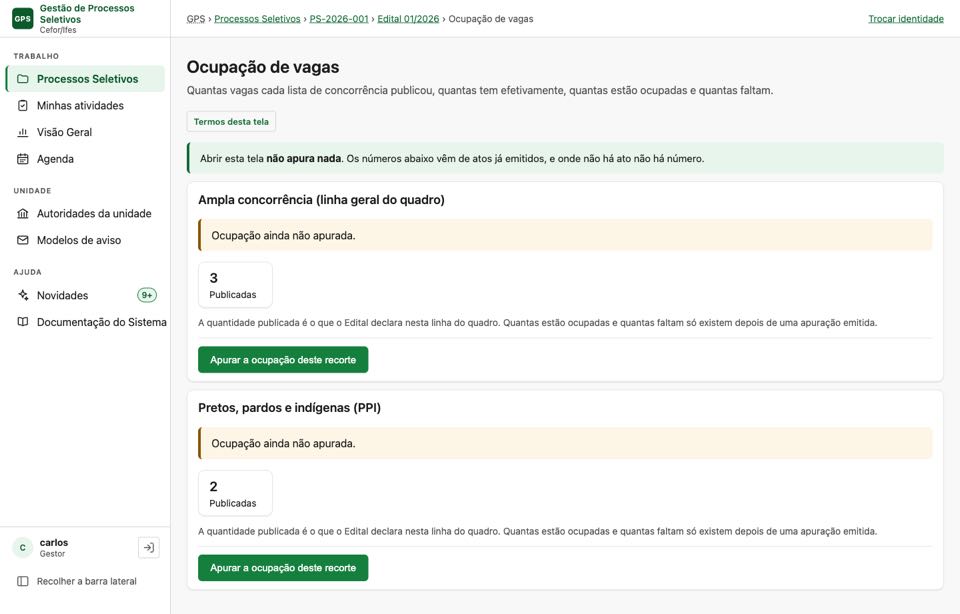 GPS
Gestão de Processos
Seletivos
Cefor/Ifes
TRABALHO
Processos Seletivos
Minhas atividades
Visão Geral
Agenda
UNIDADE
Autoridades da unidade
Modelos de aviso
AJUDA
Novidades 9+
Documentação do Sistema
C
carlos
Gestor
Recolher a barra lateral
GPS › Processos Seletivos › PS-2026-001 › Edital 01/2026 › Ocupação de vagas
Trocar identidade
Ocupação de vagas
Quantas vagas cada lista de concorrência publicou, quantas tem efetivamente, quantas estão ocupadas e quantas faltam.
Termos desta tela
Abrir esta tela não apura nada. Os números abaixo vêm de atos já emitidos, e onde não há ato não há número.
Ampla concorrência (linha geral do quadro)
Ocupação ainda não apurada.
3
Publicadas
A quantidade publicada é o que o Edital declara nesta linha do quadro. Quantas estão ocupadas e quantas faltam só existem depois de uma apuração emitida.
Apurar a ocupação deste recorte
Pretos, pardos e indígenas (PPI)
Ocupação ainda não apurada.
2
Publicadas
A quantidade publicada é o que o Edital declara nesta linha do quadro. Quantas estão ocupadas e quantas faltam só existem depois de uma apuração emitida.
Apurar a ocupação deste recorte